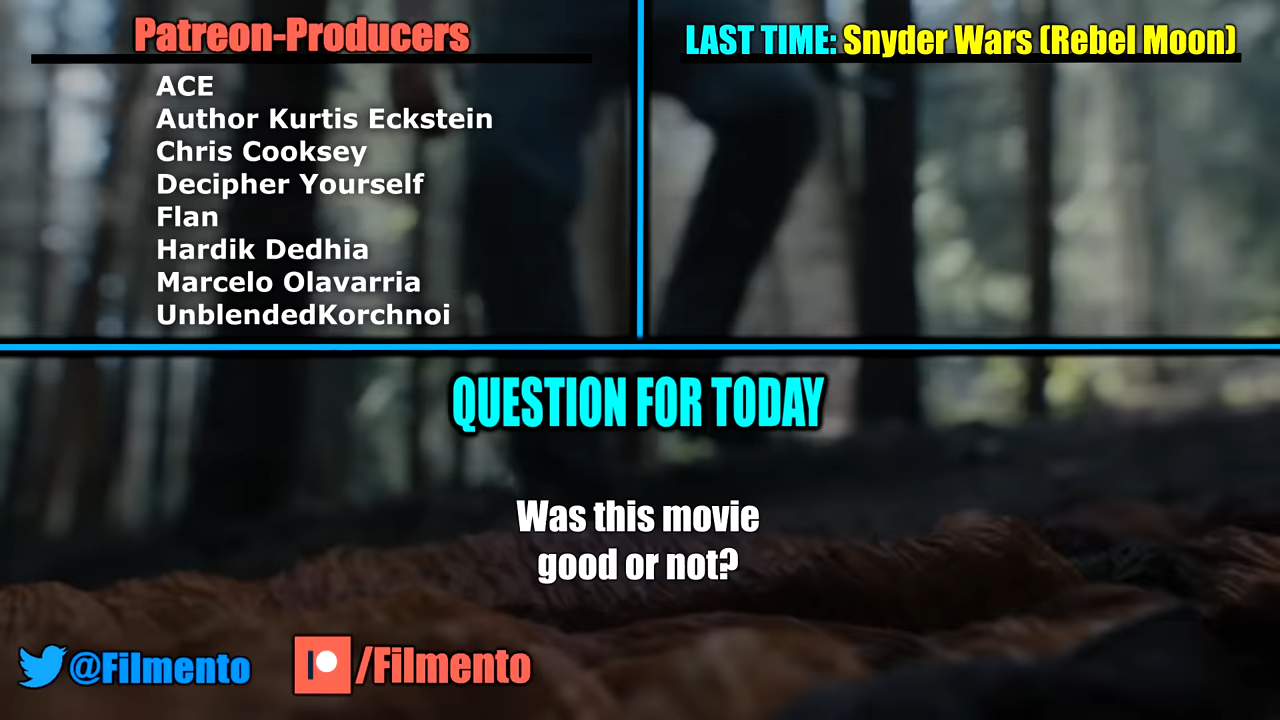 Patreon-Producers
ACE
Author Kurtis Eckstein
Chris Cooksey
Decipher Yourself
Flan
Hardik Dedhia
Marcelo Olavarria
UnblendedKorchnoi
LAST TIME: Snyder Wars (Rebel Moon)
QUESTION FOR TODAY
Was this movie
good or not?
@Filmento
/Filmento